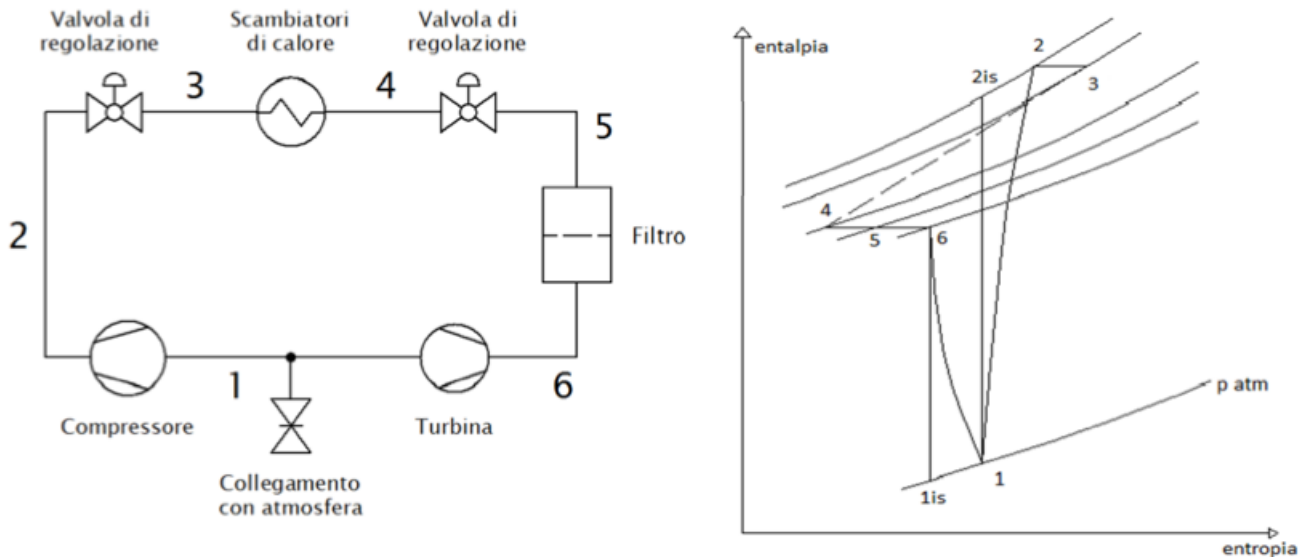 Valvola di
regolazione
Scambiatori
di calore
Valvola di
regolazione
3
4
5
2
Filtro
1
6
Compressore
Turbina
Collegamento
con atmosfera
entalpia
2
2is
3
4
5
6
p atm
1is
1
entropia